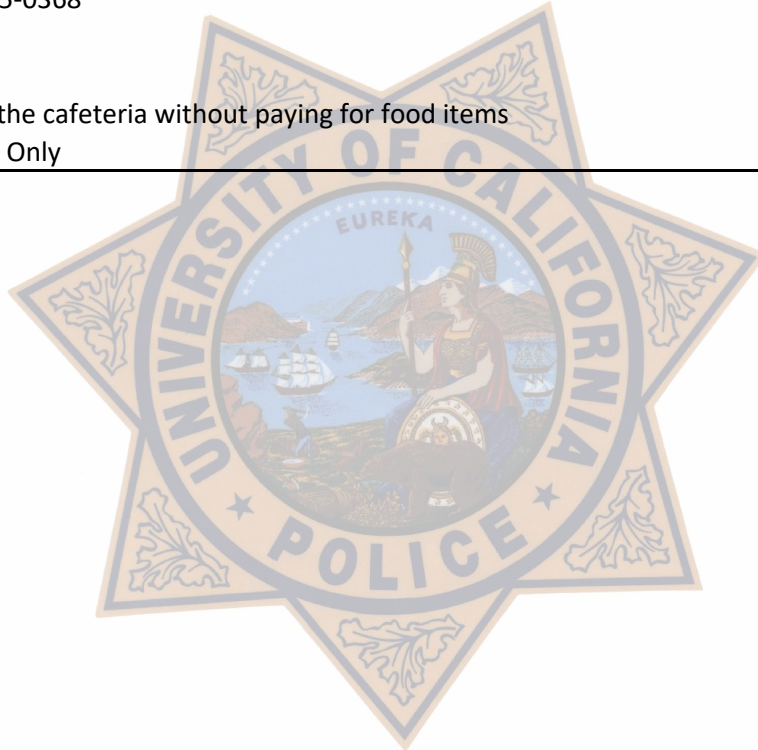 the cafeteria without paying for food items
Only
EUREKA
UNIVERSITY OF CALIFORNIA
POLICE